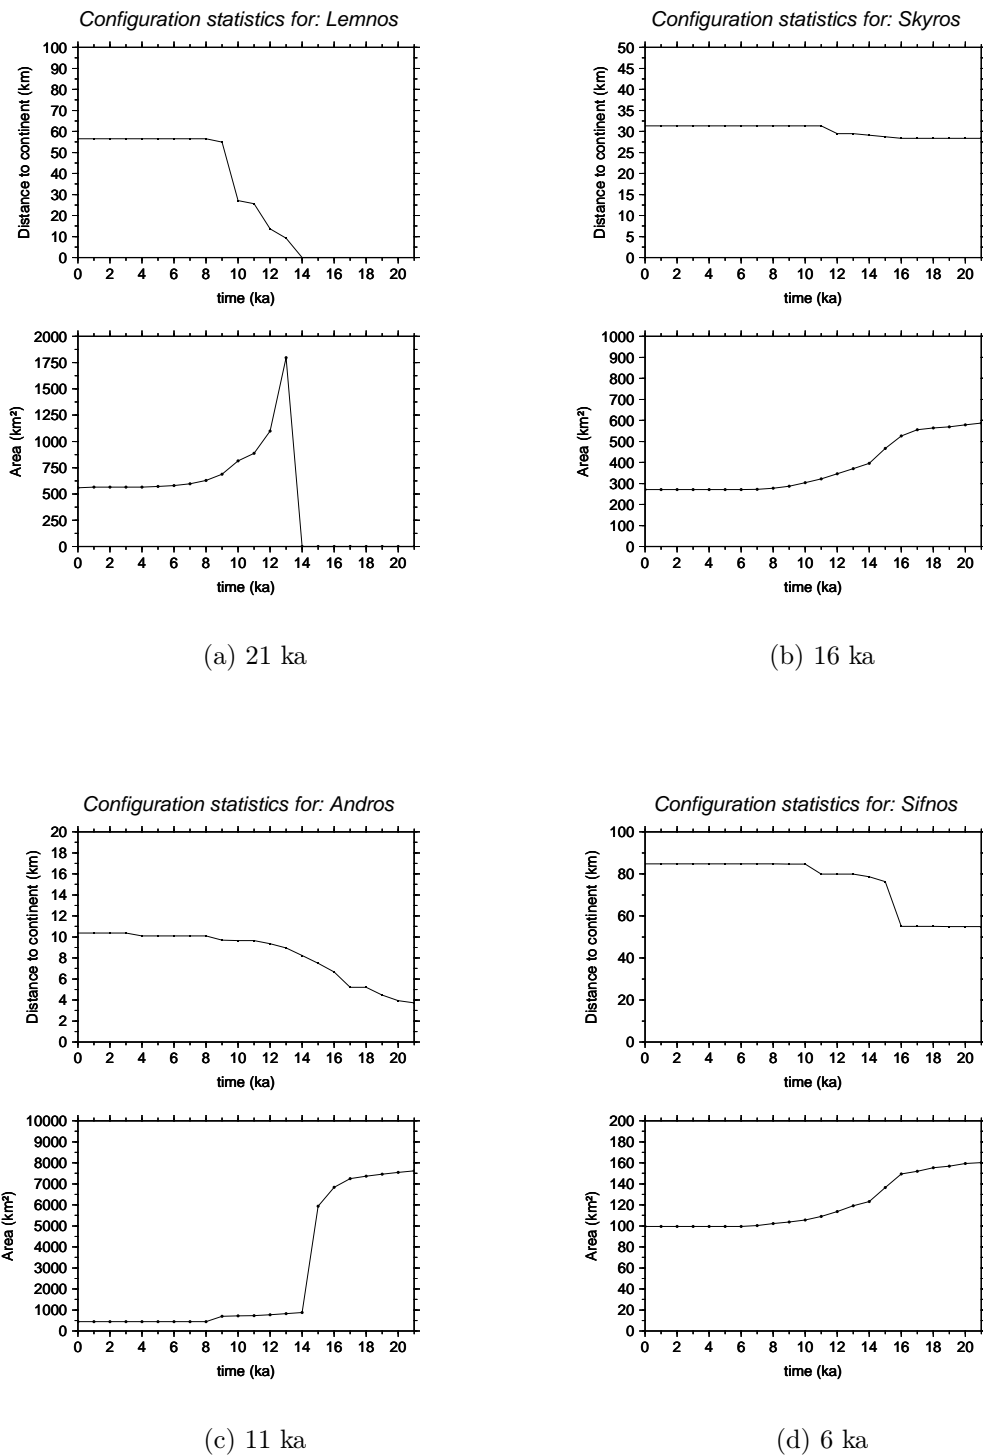 Configuration statistics for: Lemnos
100
90
80
70
60
50
40
30
20
10
0
Distance to continent (km)
0 2 4 6 8 10 12 14 16 18 20
time (ka)
2000
1750
1500
1250
1000
750
500
250
0
Area (km²)
0 2 4 6 8 10 12 14 16 18 20
time (ka)
(a) 21 ka
Configuration statistics for: Skyros
50
45
40
35
30
25
20
15
10
5
0
Distance to continent (km)
0 2 4 6 8 10 12 14 16 18 20
time (ka)
1000
900
800
700
600
500
400
300
200
100
0
Area (km²)
0 2 4 6 8 10 12 14 16 18 20
time (ka)
(b) 16 ka
Configuration statistics for: Andros
20
18
16
14
12
10
8
6
4
2
0
Distance to continent (km)
0 2 4 6 8 10 12 14 16 18 20
time (ka)
10000
9000
8000
7000
6000
5000
4000
3000
2000
1000
0
Area (km²)
0 2 4 6 8 10 12 14 16 18 20
time (ka)
(c) 11 ka
Configuration statistics for: Sifnos
100
80
60
40
20
0
Distance to continent (km)
0 2 4 6 8 10 12 14 16 18 20
time (ka)
200
180
160
140
120
100
80
60
40
20
0
Area (km²)
0 2 4 6 8 10 12 14 16 18 20
time (ka)
(d) 6 ka